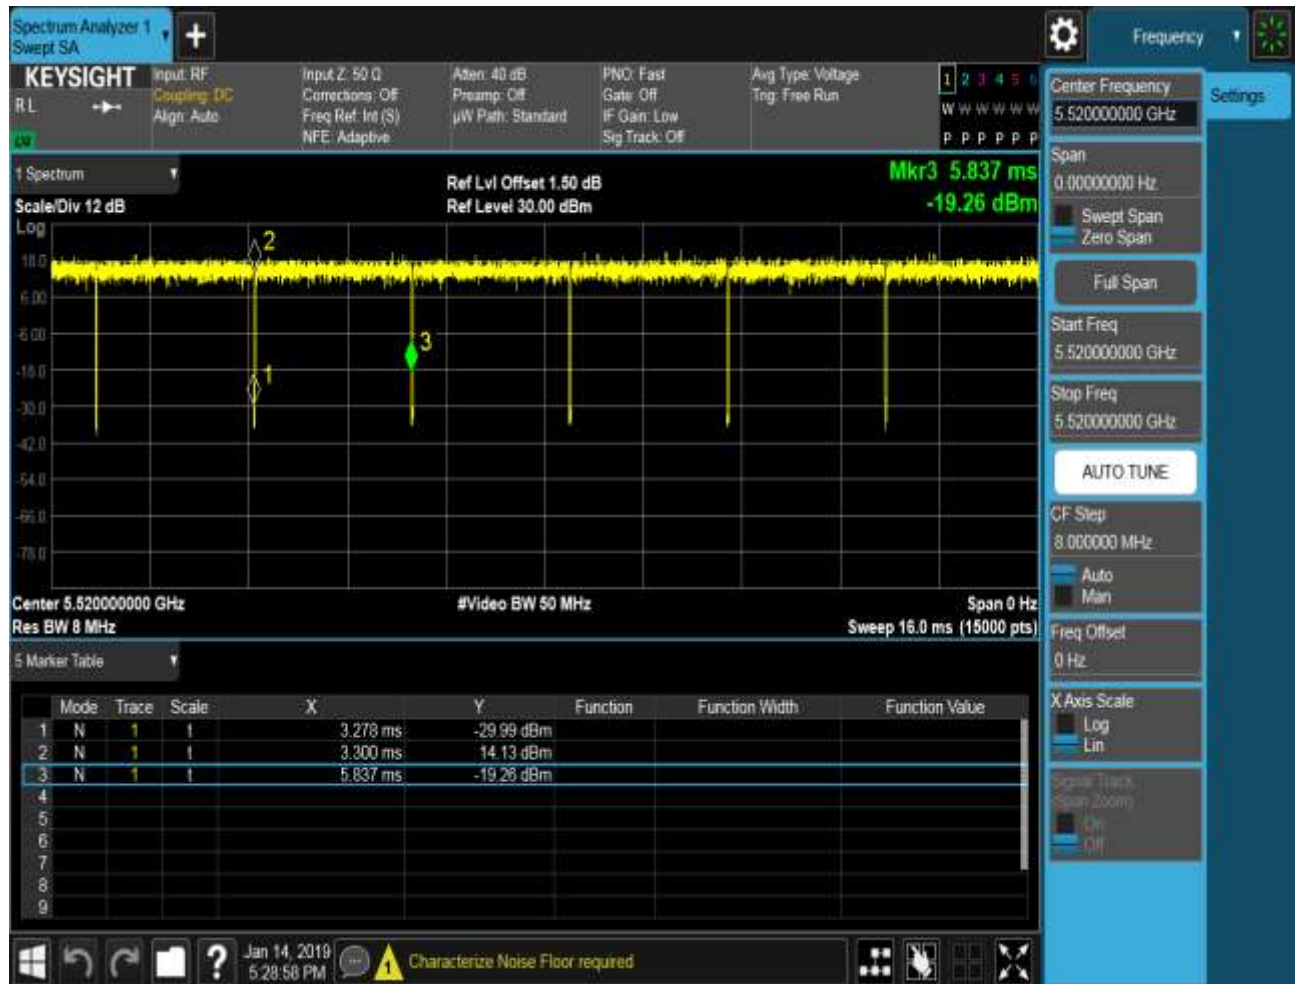 Spectrum Analyzer 1
Swept SA
Frequency
KEYSIGHT
RL
Input: RF
Coupling: DC
Align: Auto
Input Z: 50 Ω
Corrections: Off
Freq Ref: Int (S)
NFE: Adaptive
Atten: 40 dB
Preamp: Off
µW Path: Standard
PNO: Fast
Gate: Off
IF Gain: Low
Sig Track: Off
Avg Type: Voltage
Trig: Free Run
1 2 3 4 5 6
W W W W W W
P P P P P P
1 Spectrum
Scale/Div 12 dB
Ref Lvl Offset 1.50 dB
Ref Level 30.00 dBm
Mkr3 5.837 ms
-19.26 dBm
Log
18.0
6.00
-6.00
-18.0
-30.0
-42.0
-54.0
-66.0
-78.0
2
3
1
Center 5.520000000 GHz
#Video BW 50 MHz
Span 0 Hz
Res BW 8 MHz
Sweep 16.0 ms (15000 pts)
5 Marker Table
Mode Trace Scale X Y Function Function Width Function Value
1 N 1 t 3.278 ms -29.99 dBm
2 N 1 t 3.300 ms 14.13 dBm
3 N 1 t 5.837 ms -19.26 dBm
4
5
6
7
8
9
Center Frequency
5.520000000 GHz
Settings
Span
0.00000000 Hz
Swept Span
Zero Span
Full Span
Start Freq
5.520000000 GHz
Stop Freq
5.520000000 GHz
AUTO TUNE
CF Step
8.000000 MHz
Auto
Man
Freq Offset
0 Hz
X Axis Scale
Log
Lin
Signal Track
(Span Zoom)
On
Off
?
Jan 14, 2019
5:28:58 PM
1
Characterize Noise Floor required